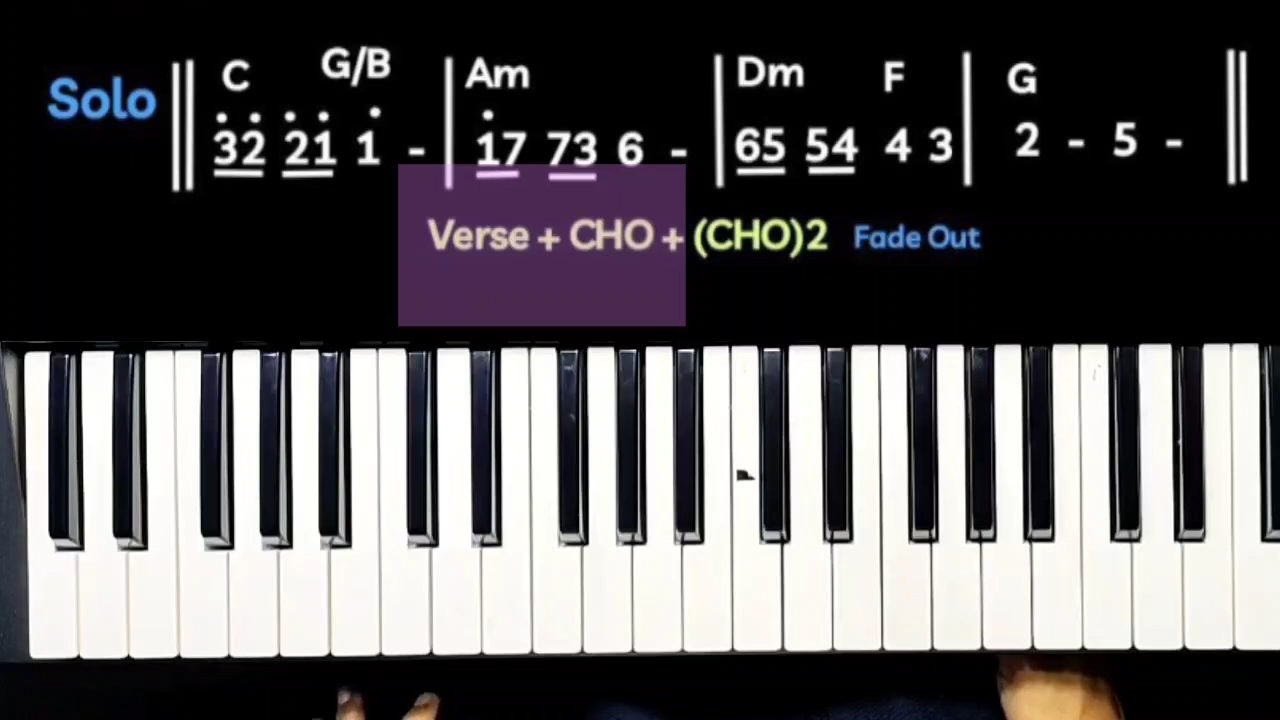 C G/B Am Dm F G
Solo 32 21 1 - 17 73 6 - 65 54 4 3 2 - 5 -
Verse + CHO + (CHO)2 Fade Out